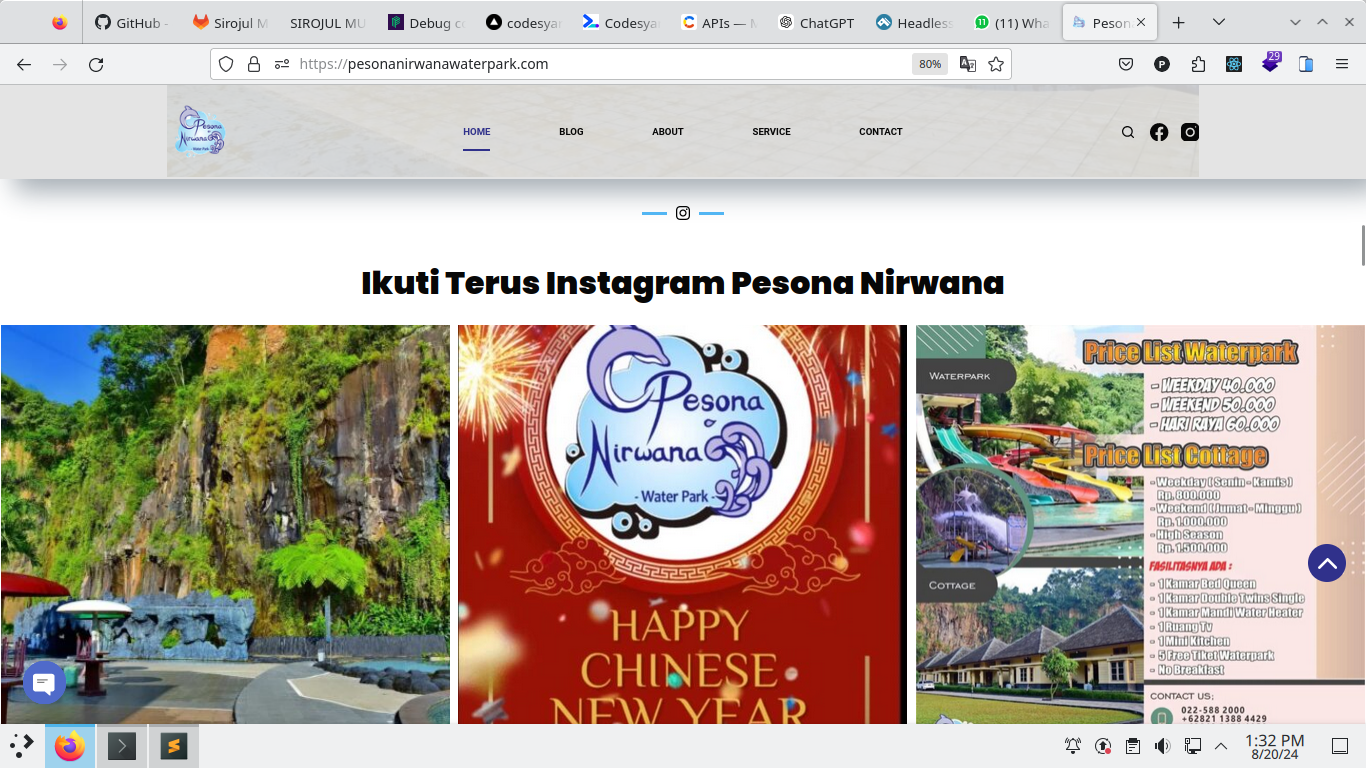 GitHub -
Sirojul M
SIROJUL MU
Debug co
codesyar
Codesya
APIs — M
ChatGPT
Headless
(11) Wha
Peson
https://pesonanirwanawaterpark.com
80%
29
Pesona
Nirwana
- Water Park -
HOME
BLOG
ABOUT
SERVICE
CONTACT
Ikuti Terus Instagram Pesona Nirwana
Pesona
Nirwana
- Water Park -
HAPPY
CHINESE
NEW YEAR
WATERPARK
COTTAGE
Price List Waterpark
- WEEKDAY 40.000
- WEEKEND 50.000
- HARI RAYA 60.000
Price List Cottage
- Weekday ( Senin - Kamis )
Rp. 800.000
- Weekend ( Jumat - Minggu )
Rp. 1.000.000
- High Season
Rp. 1.500.000
FASILITASNYA ADA :
- 1 Kamar Bed Queen
- 1 Kamar Double Twins Single
- 1 Kamar Mandi Water Heater
- 1 Ruang Tv
- 1 Mini Kitchen
- 5 Free Tiket Waterpark
- No Breakfast
CONTACT US;
022-588 2000
+62821 1388 4429
1:32 PM
8/20/24